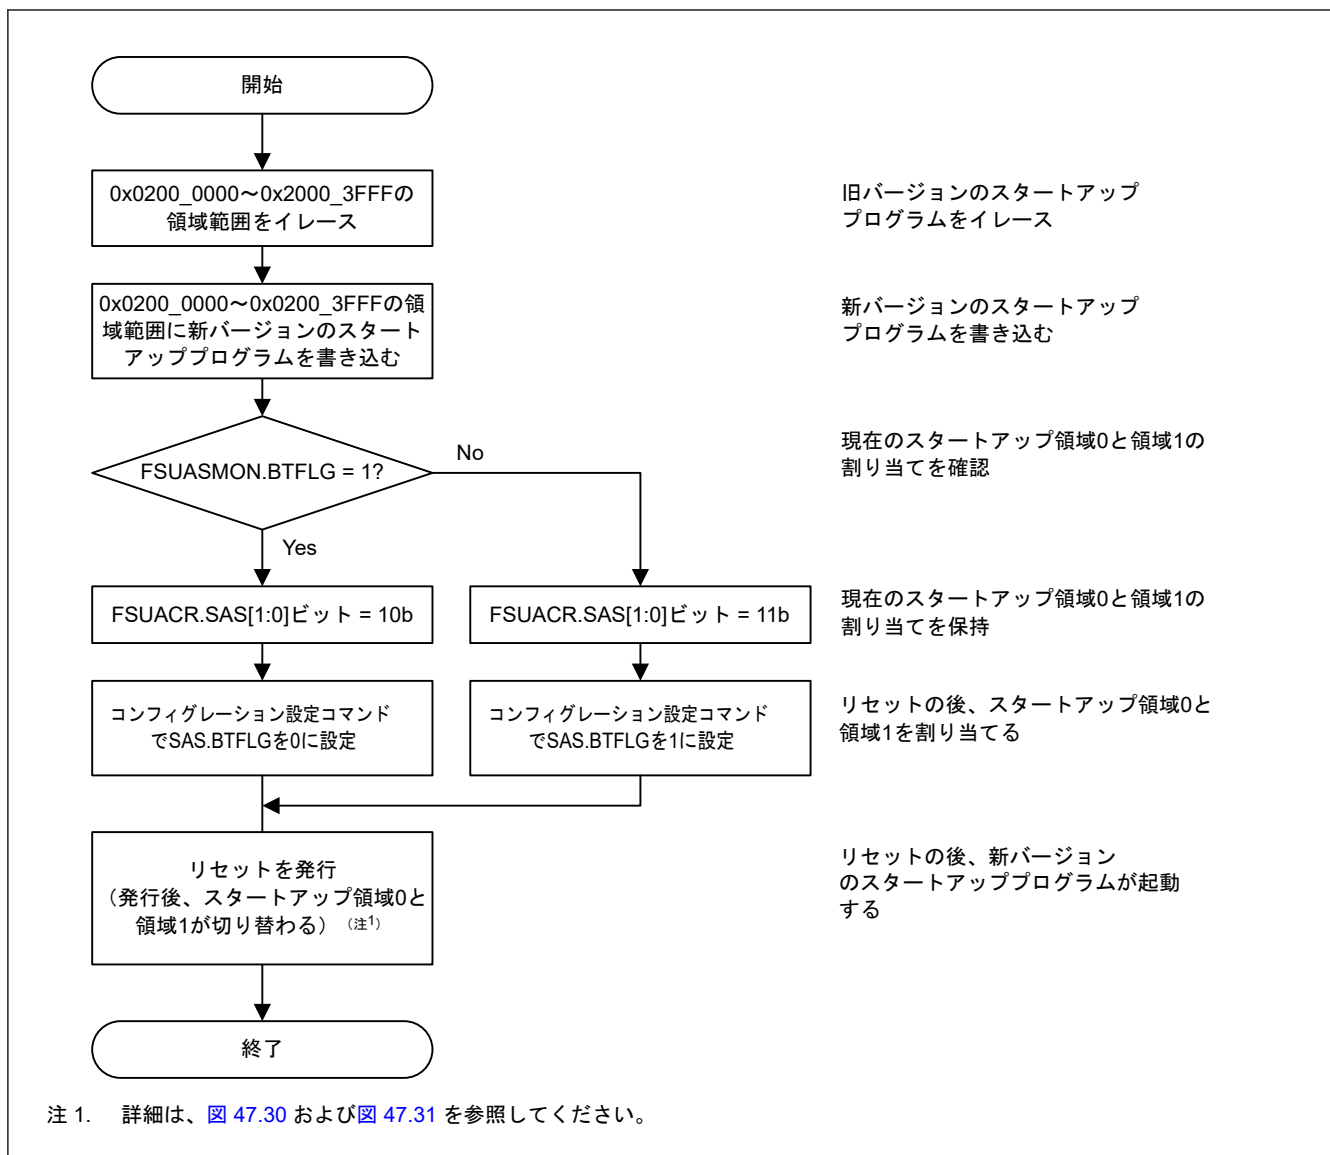 開始
0x0200_0000～0x2000_3FFFの
領域範囲をイレース
旧バージョンのスタートアップ
プログラムをイレース
0x0200_0000～0x0200_3FFFの領
域範囲に新バージョンのスタート
アッププログラムを書き込む
新バージョンのスタートアップ
プログラムを書き込む
FSUASMON.BTFLG = 1?
No
Yes
現在のスタートアップ領域0と領域1の
割り当てを確認
FSUACR.SAS[1:0]ビット = 10b
FSUACR.SAS[1:0]ビット = 11b
現在のスタートアップ領域0と領域1の
割り当てを保持
コンフィグレーション設定コマンド
でSAS.BTFLGを0に設定
コンフィグレーション設定コマンド
でSAS.BTFLGを1に設定
リセットの後、スタートアップ領域0と
領域1を割り当てる
リセットを発行
（発行後、スタートアップ領域0と
領域1が切り替わる）（注1）
リセットの後、新バージョン
のスタートアッププログラムが起動
する
終了
注 1. 詳細は、図 47.30 および図 47.31 を参照してください。